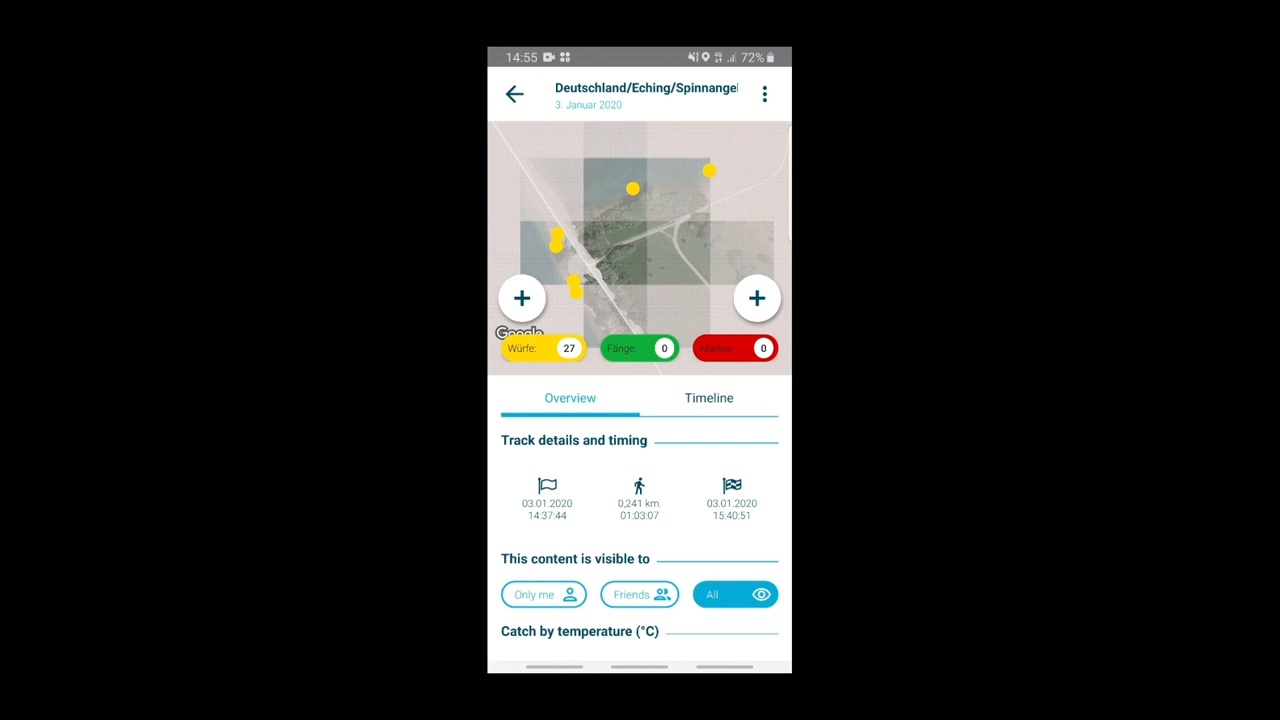 14:55 4G 72%
Deutschland/Eching/Spinnangel
3. Januar 2020
Google
Würfe: 27 Fänge: 0 Marker: 0
Overview Timeline
Track details and timing
03.01.2020 0,241 km. 03.01.2020
14:37:44 01:03:07 15:40:51
This content is visible to
Only me Friends All
Catch by temperature (°C)